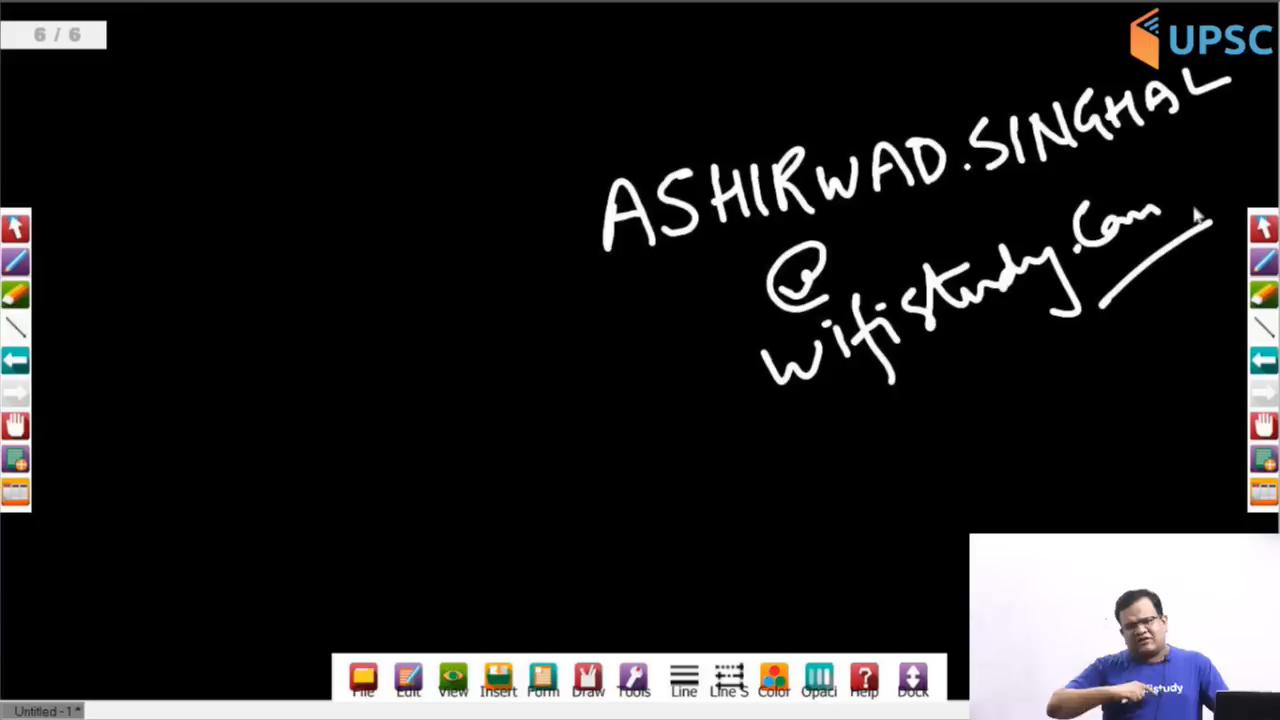 6 / 6
UPSC
ASHIRWAD.SINGHAL
@
wifistudy.com
File Edit View Insert Form Draw Tools Line Line S Color Opaci Help Dock
Untitled - 1 *